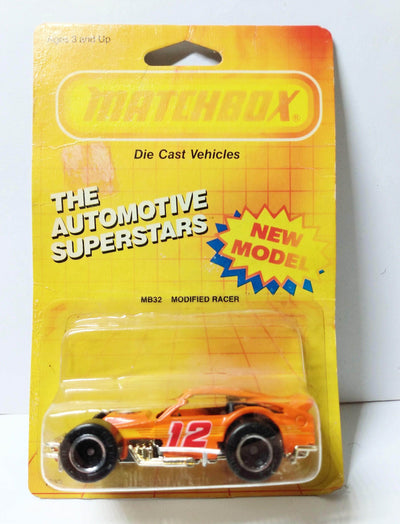 Ages 3 and Up
MATCHBOX®
Die Cast Vehicles
THE
AUTOMOTIVE
SUPERSTARS
NEW
MODEL
MB32 MODIFIED RACER
12